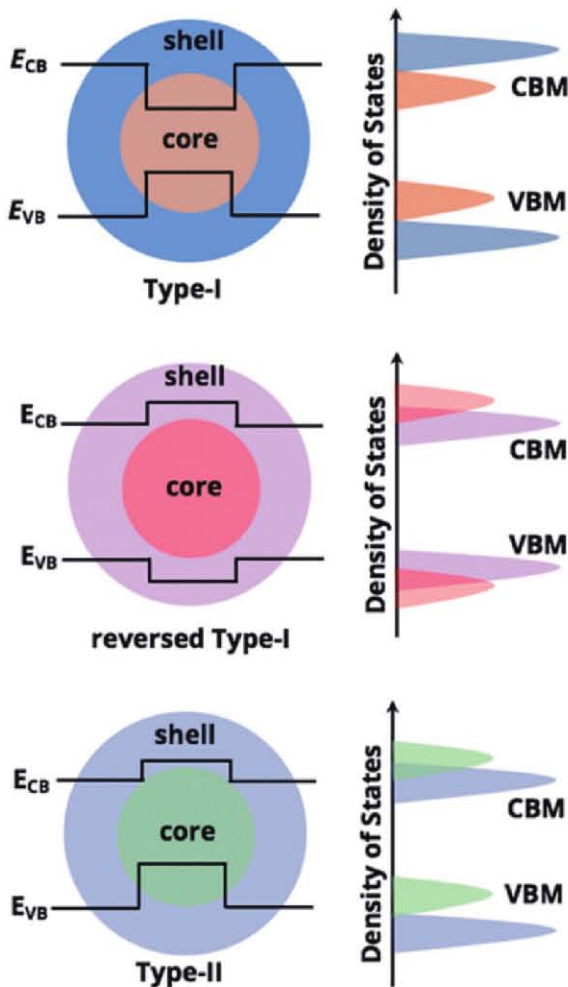 shell
E_CB
core
E_VB
Type-I
Density of States
CBM
VBM
shell
E_CB
core
E_VB
reversed Type-I
Density of States
CBM
VBM
shell
E_CB
core
E_VB
Type-II
Density of States
CBM
VBM